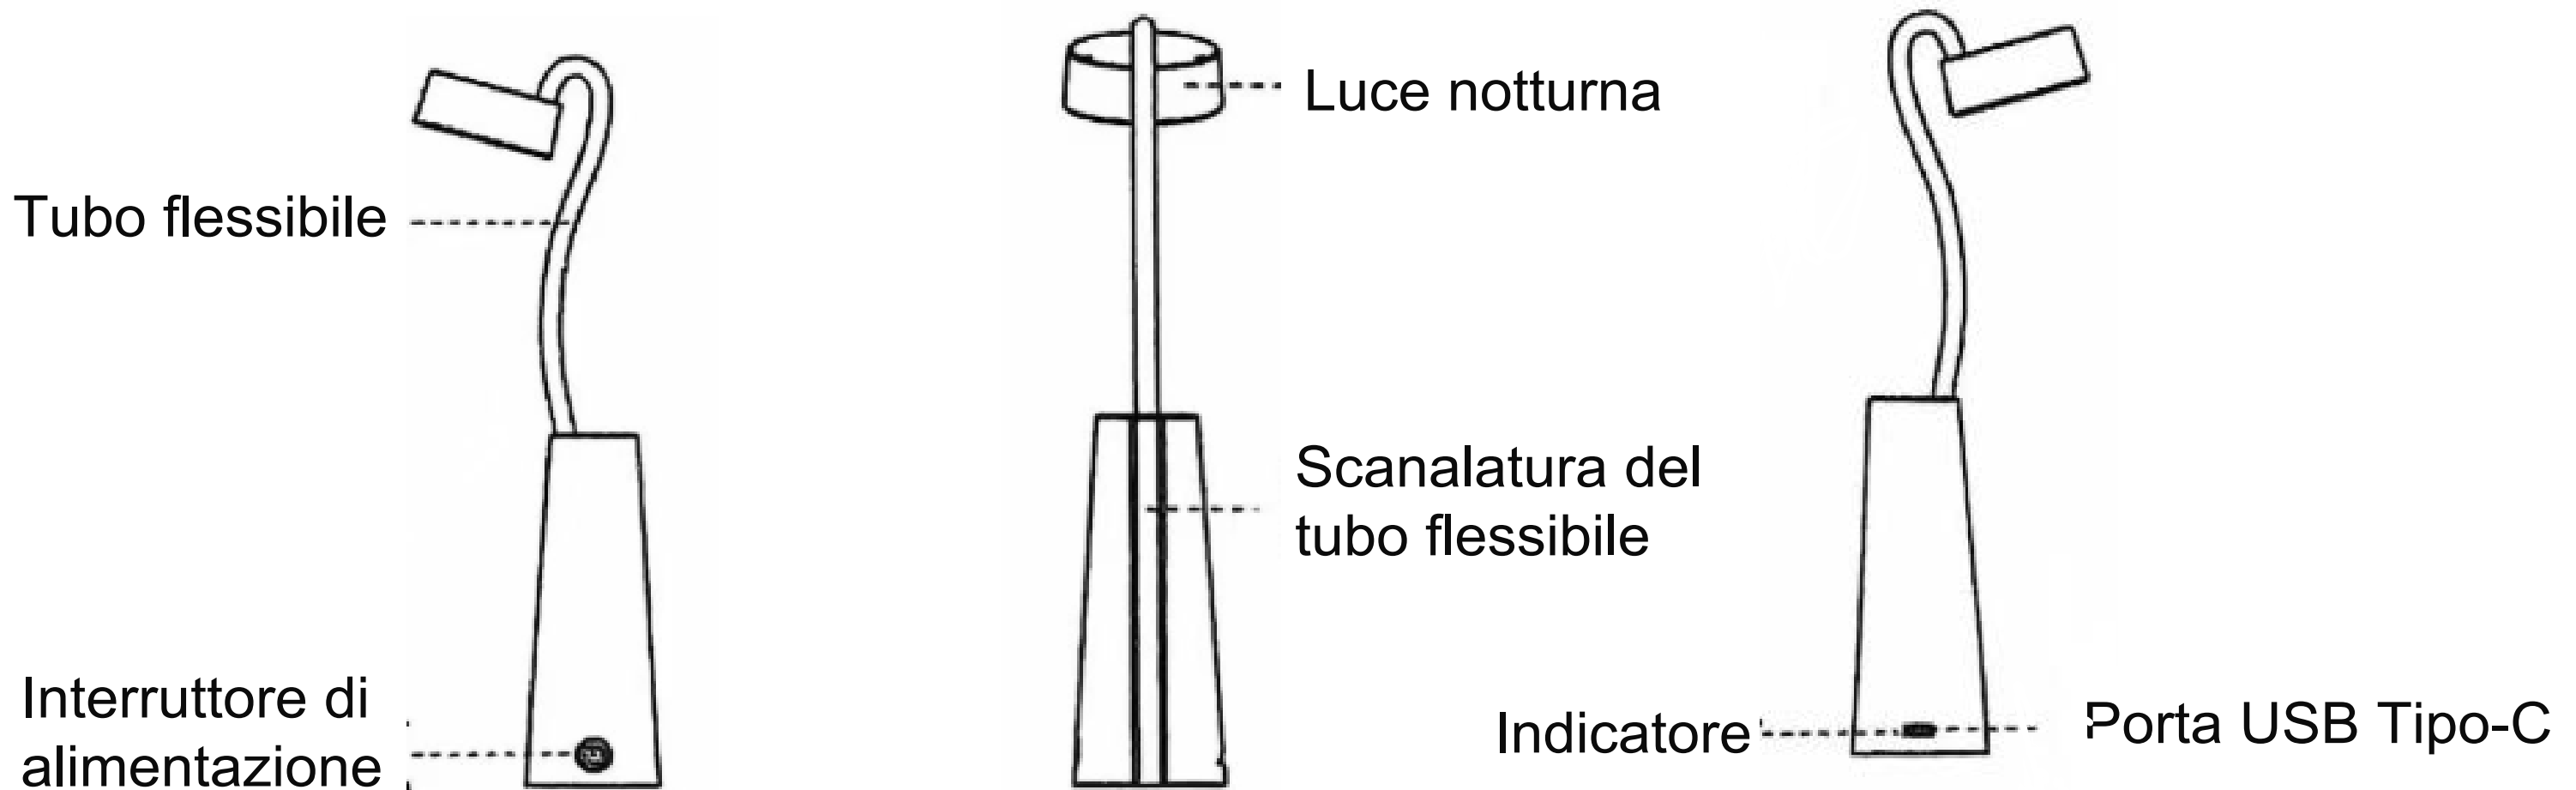 Luce notturna
Tubo flessibile
Scanalatura del
tubo flessibile
Interruttore di
alimentazione
Indicatore
Porta USB Tipo-C